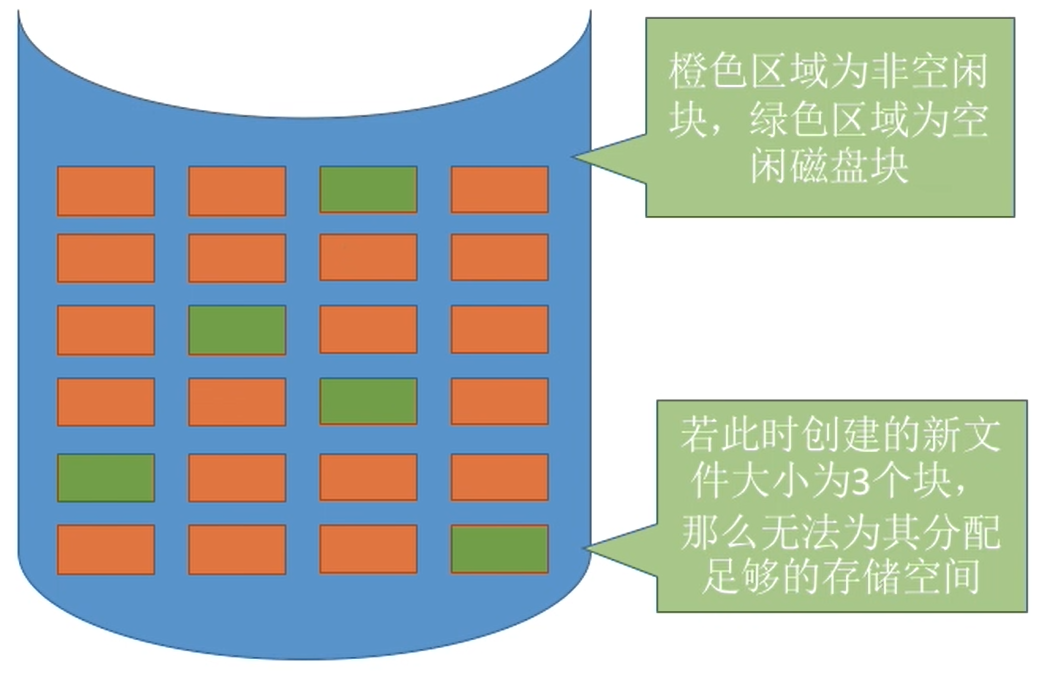 橙色区域为非空闲
块，绿色区域为空
闲磁盘块
若此时创建的新文
件大小为3个块，
那么无法为其分配
足够的存储空间